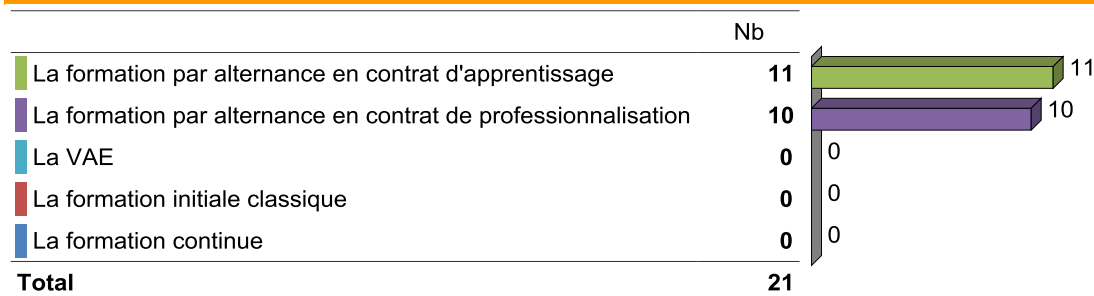 Nb
La formation par alternance en contrat d'apprentissage 11 11
La formation par alternance en contrat de professionnalisation 10 10
La VAE 0 0
La formation initiale classique 0 0
La formation continue 0 0
Total 21